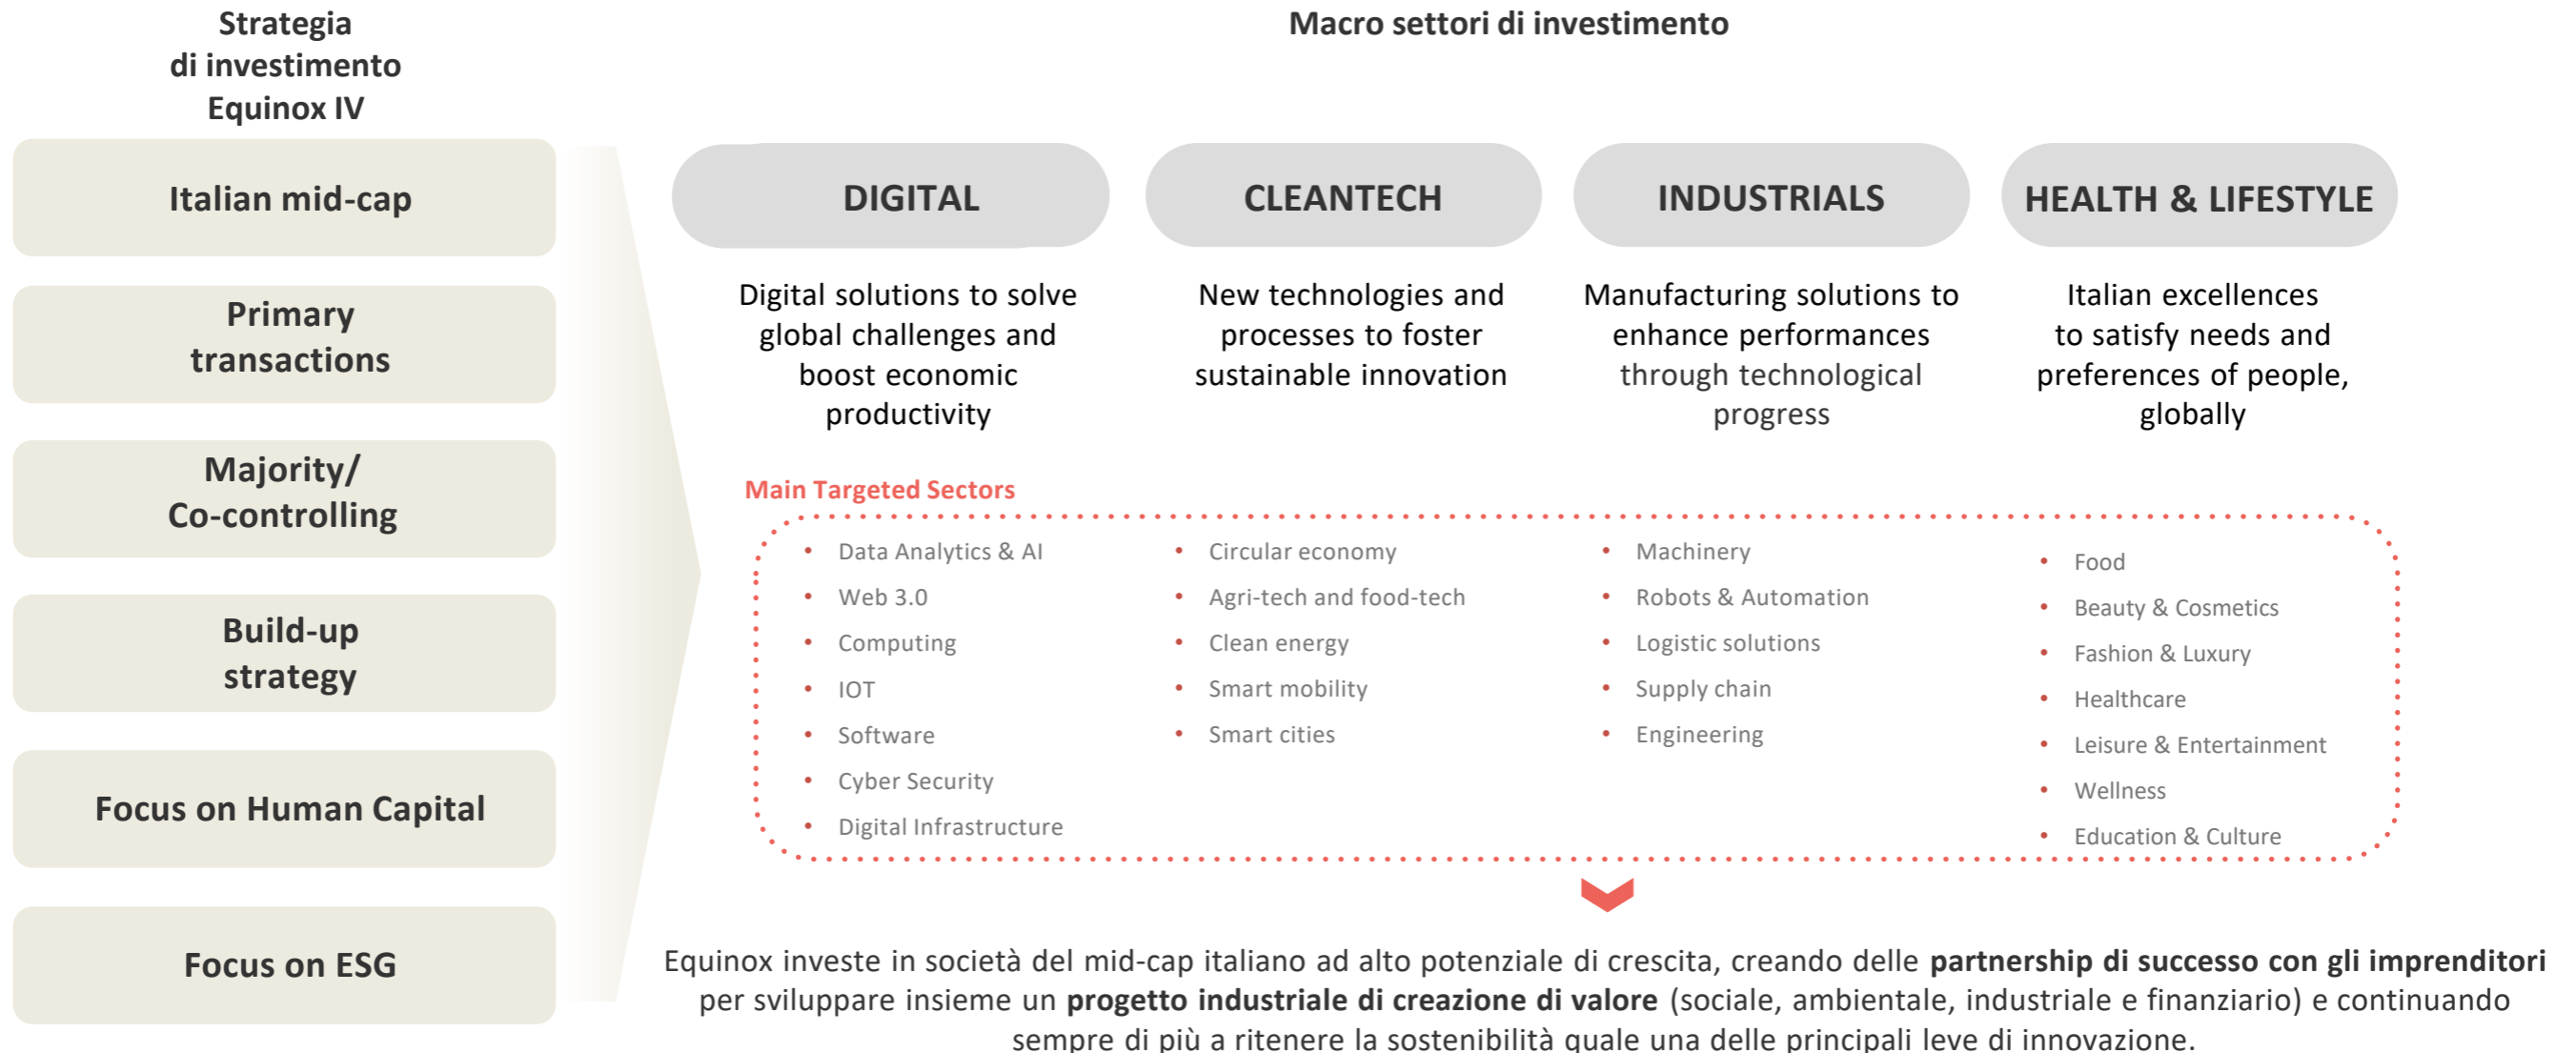 Strategia
di investimento
Equinox IV
Italian mid-cap
Primary
transactions
Majority/
Co-controlling
Build-up
strategy
Focus on Human Capital
Focus on ESG
Macro settori di investimento
DIGITAL
Digital solutions to solve
global challenges and
boost economic
productivity
CLEANTECH
New technologies and
processes to foster
sustainable innovation
INDUSTRIALS
Manufacturing solutions to
enhance performances
through technological
progress
HEALTH & LIFESTYLE
Italian excellences
to satisfy needs and
preferences of people,
globally
Main Targeted Sectors
• Data Analytics & AI
• Web 3.0
• Computing
• IOT
• Software
• Cyber Security
• Digital Infrastructure
• Circular economy
• Agri-tech and food-tech
• Clean energy
• Smart mobility
• Smart cities
• Machinery
• Robots & Automation
• Logistic solutions
• Supply chain
• Engineering
• Food
• Beauty & Cosmetics
• Fashion & Luxury
• Healthcare
• Leisure & Entertainment
• Wellness
• Education & Culture
Equinox investe in società del mid-cap italiano ad alto potenziale di crescita, creando delle partnership di successo con gli imprenditori
per sviluppare insieme un progetto industriale di creazione di valore (sociale, ambientale, industriale e finanziario) e continuando
sempre di più a ritenere la sostenibilità quale una delle principali leve di innovazione.